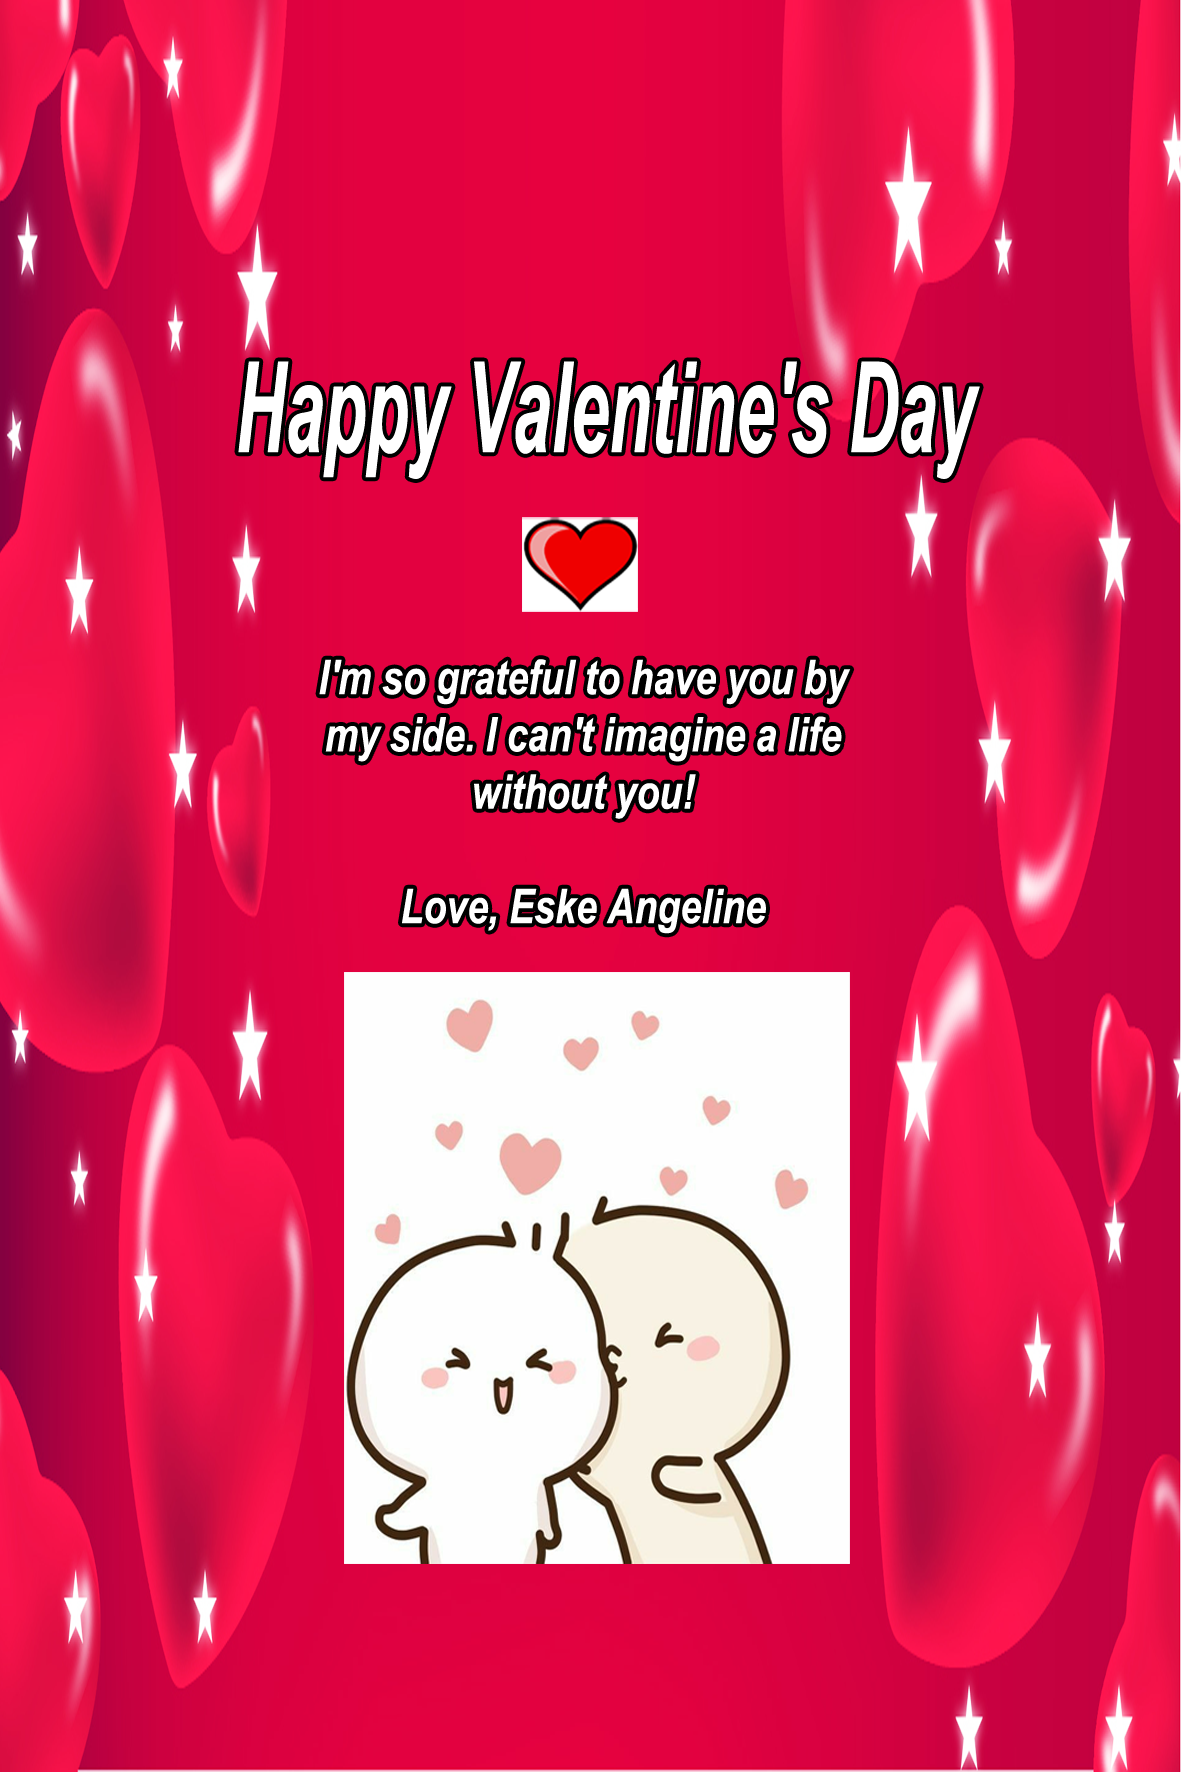 Happy Valentine's Day
I'm so grateful to have you by
my side. I can't imagine a life
without you!
Love, Eske Angeline